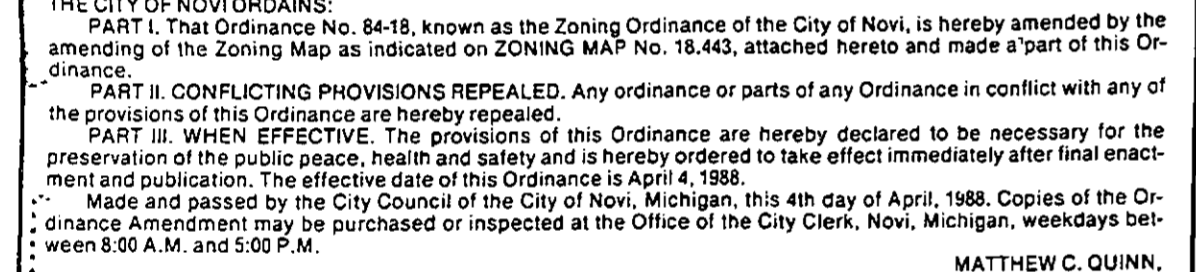 THE CITY OF NOVI ORDAINS:
PART I. That Ordinance No. 84-18, known as the Zoning Ordinance of the City of Novi, is hereby amended by the
amending of the Zoning Map as indicated on ZONING MAP No. 18.443, attached hereto and made a part of this Or-
dinance.
PART II. CONFLICTING PROVISIONS REPEALED. Any ordinance or parts of any Ordinance in conflict with any of
the provisions of this Ordinance are hereby repealed.
PART III. WHEN EFFECTIVE. The provisions of this Ordinance are hereby declared to be necessary for the
preservation of the public peace, health and safety and is hereby ordered to take effect immediately after final enact-
ment and publication. The effective date of this Ordinance is April 4, 1988.
Made and passed by the City Council of the City of Novi, Michigan, this 4th day of April, 1988. Copies of the Or-
dinance Amendment may be purchased or inspected at the Office of the City Clerk, Novi, Michigan, weekdays bet-
ween 8:00 A.M. and 5:00 P.M.
MATTHEW C. QUINN,